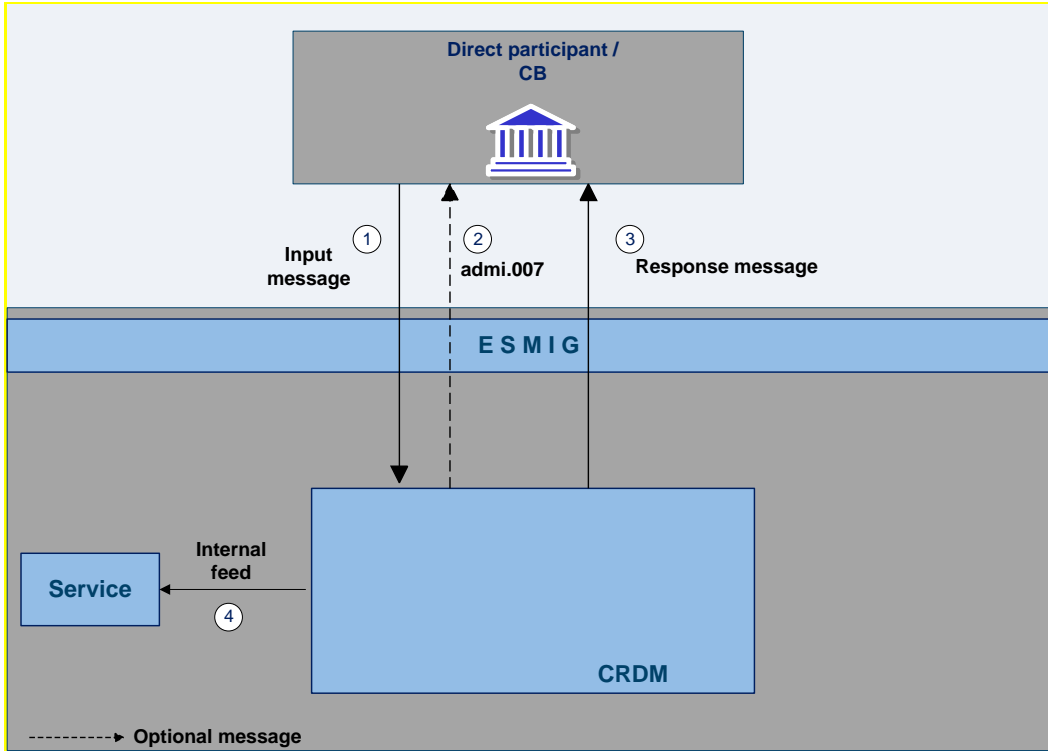 Direct participant /
CB
1
Input
message
2
admi.007
3
Response message
E S M I G
Internal
feed
4
Service
CRDM
Optional message